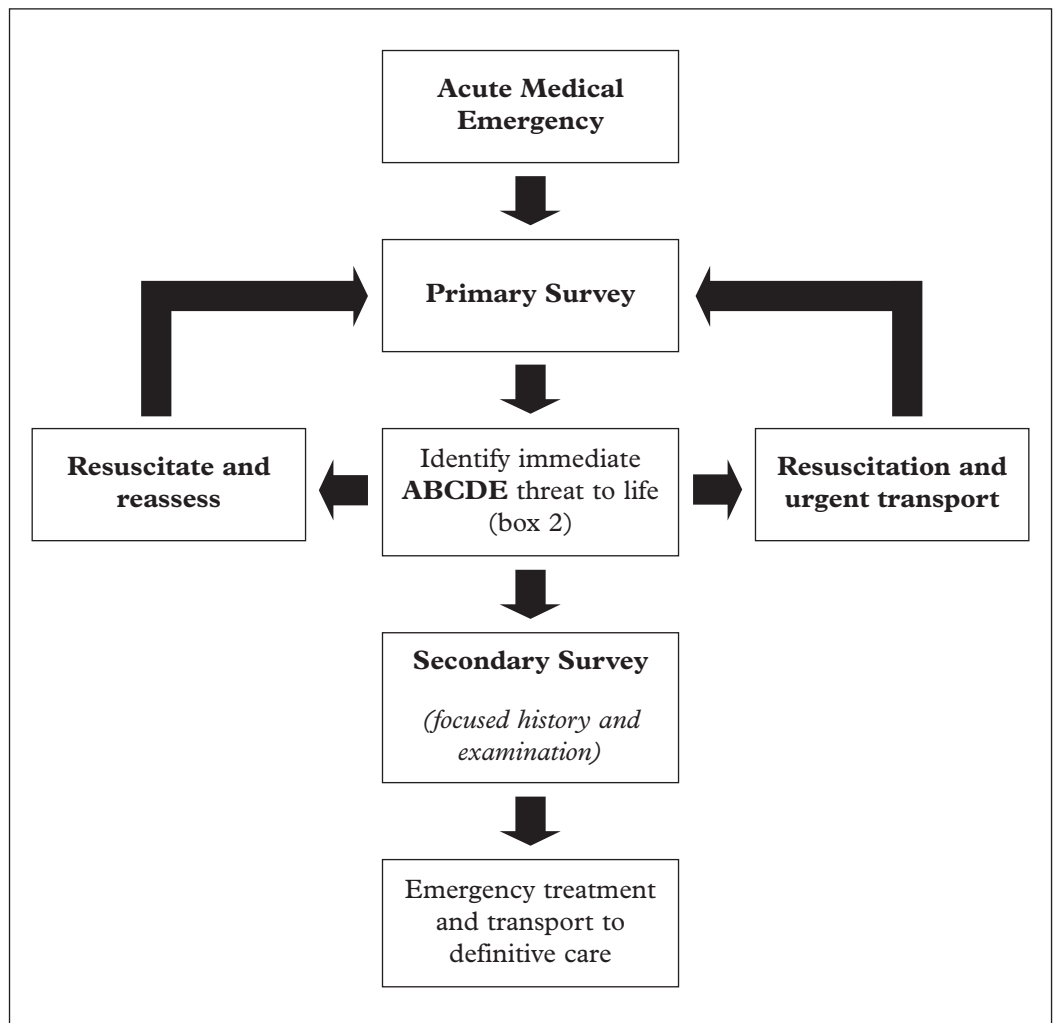 Acute Medical
Emergency
Primary Survey
Resuscitate and
reassess
Identify immediate
ABCDE threat to life
(box 2)
Resuscitation and
urgent transport
Secondary Survey
(focused history and
examination)
Emergency treatment
and transport to
definitive care